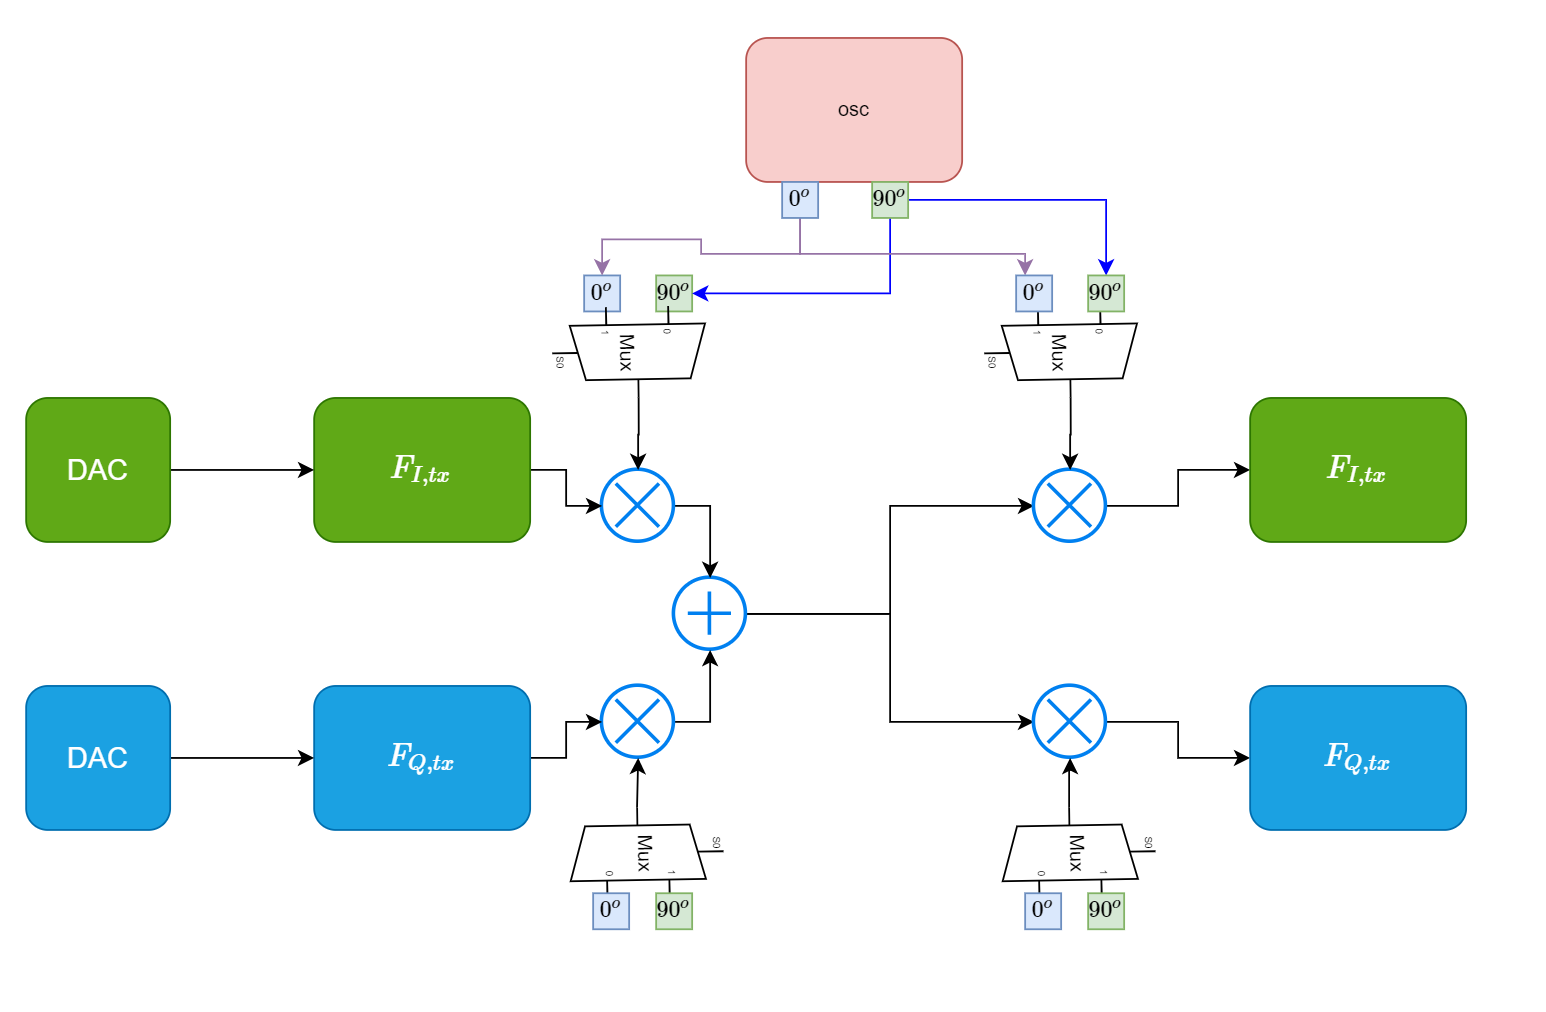 OSC
0° 90°
0° 90° 0° 90°
1 0 1 0
Mux Mux
S0 S0
DAC F_{I,tx} F_{I,tx}
DAC F_{Q,tx} F_{Q,tx}
S0 S0
Mux Mux
0 1 0 1
0° 90° 0° 90°